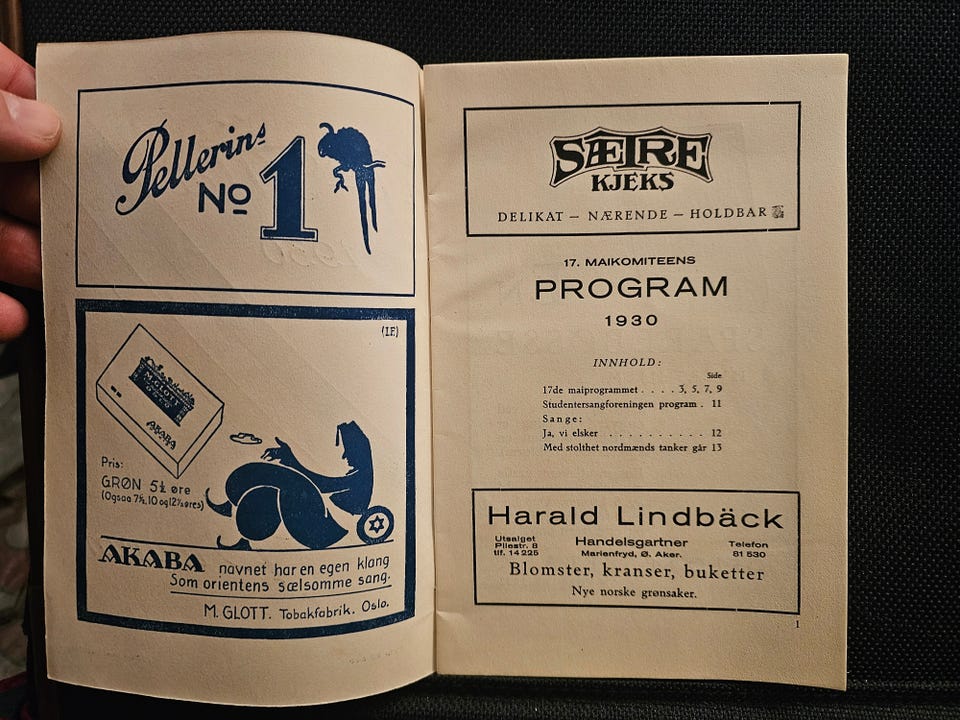 Pellerins
No 1
(I.F.)
M. GLOTT
OSLO
AKABA
Pris:
GRØN 5½ øre
(Ogsaa 7½, 10 og 12½ øres)
AKABA navnet har en egen klang
Som orientens sælsomme sang.
M. GLOTT. Tobakfabrik. Oslo.
SÆTRE
KJEKS
DELIKAT – NÆRENDE – HOLDBAR
17. MAIKOMITEENS
PROGRAM
1930
INNHOLD:
Side
17de maiprogrammet . . . . 3, 5, 7, 9
Studentersangforeningen program . 11
Sange:
Ja, vi elsker . . . . . . . . . . 12
Med stolthet nordmænds tanker går 13
Harald Lindbäck
Utsalget
Pilestr. 8
tlf. 14225
Handelsgartner
Marienfryd, Ø. Aker.
Telefon
81 530
Blomster, kranser, buketter
Nye norske grønsaker.
1